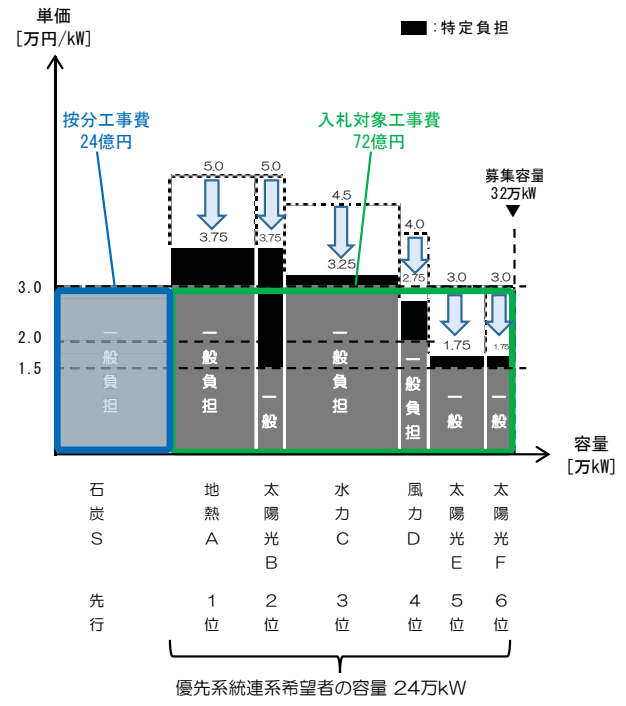 単価
[万円/kW]
:特定負担
按分工事費
24億円
入札対象工事費
72億円
募集容量
32万kW
5.0
5.0
4.5
4.0
3.75
3.75
3.25
2.75
3.0
3.0
3.0
1.75
1.75
2.0
1.5
一般負担
一般負担
一般
一般負担
一般負担
一般
一般
容量
[万kW]
石炭S
地熱A
太陽光B
水力C
風力D
太陽光E
太陽光F
先行
1位
2位
3位
4位
5位
6位
優先系統連系希望者の容量 24万kW